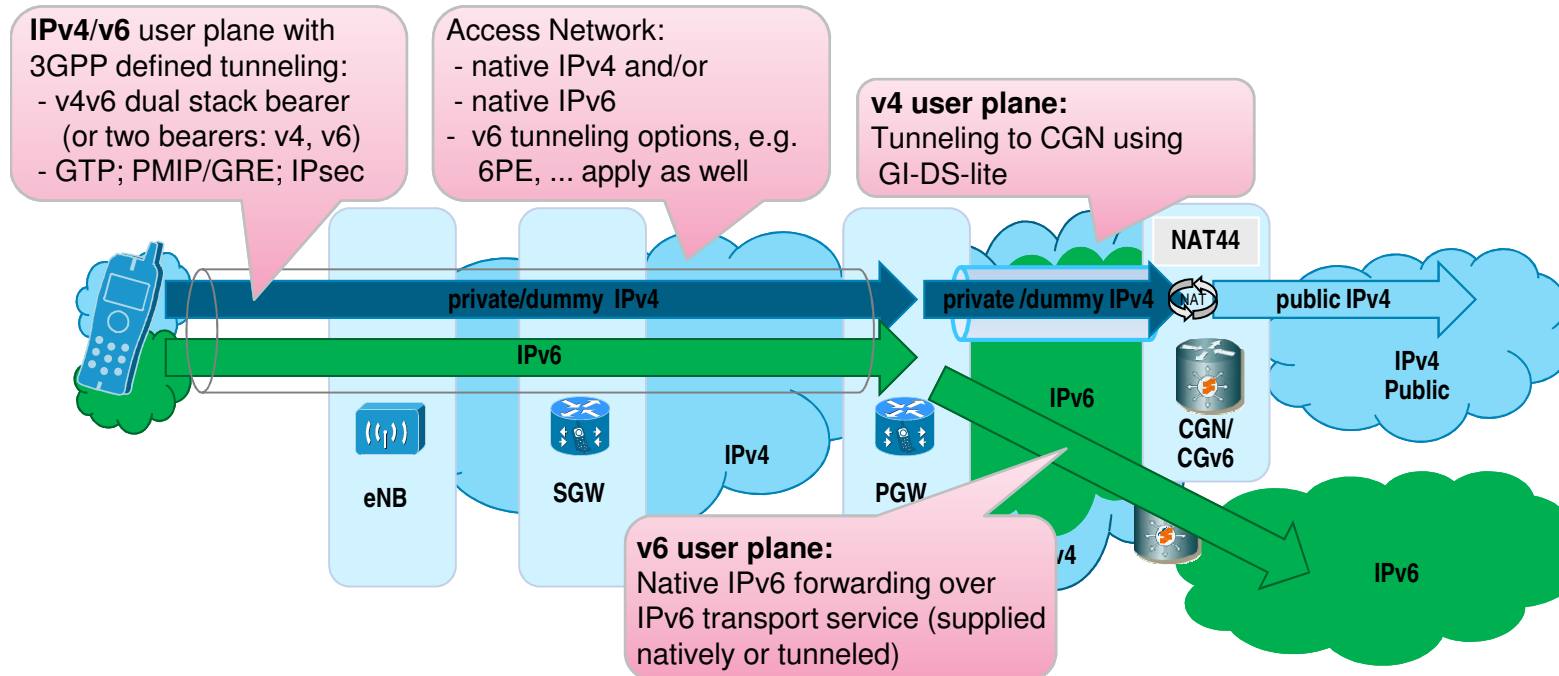 IPv4/v6 user plane with
3GPP defined tunneling:
- v4v6 dual stack bearer
(or two bearers: v4, v6)
- GTP; PMIP/GRE; IPsec
Access Network:
- native IPv4 and/or
- native IPv6
- v6 tunneling options, e.g.
6PE, ... apply as well
v4 user plane:
Tunneling to CGN using
GI-DS-lite
NAT44
private/dummy IPv4
private /dummy IPv4
NAT
public IPv4
IPv6
IPv4
Public
IPv6
CGN/
CGv6
IPv4
eNB
SGW
PGW
v6 user plane:
Native IPv6 forwarding over
IPv6 transport service (supplied
natively or tunneled)
v4
IPv6